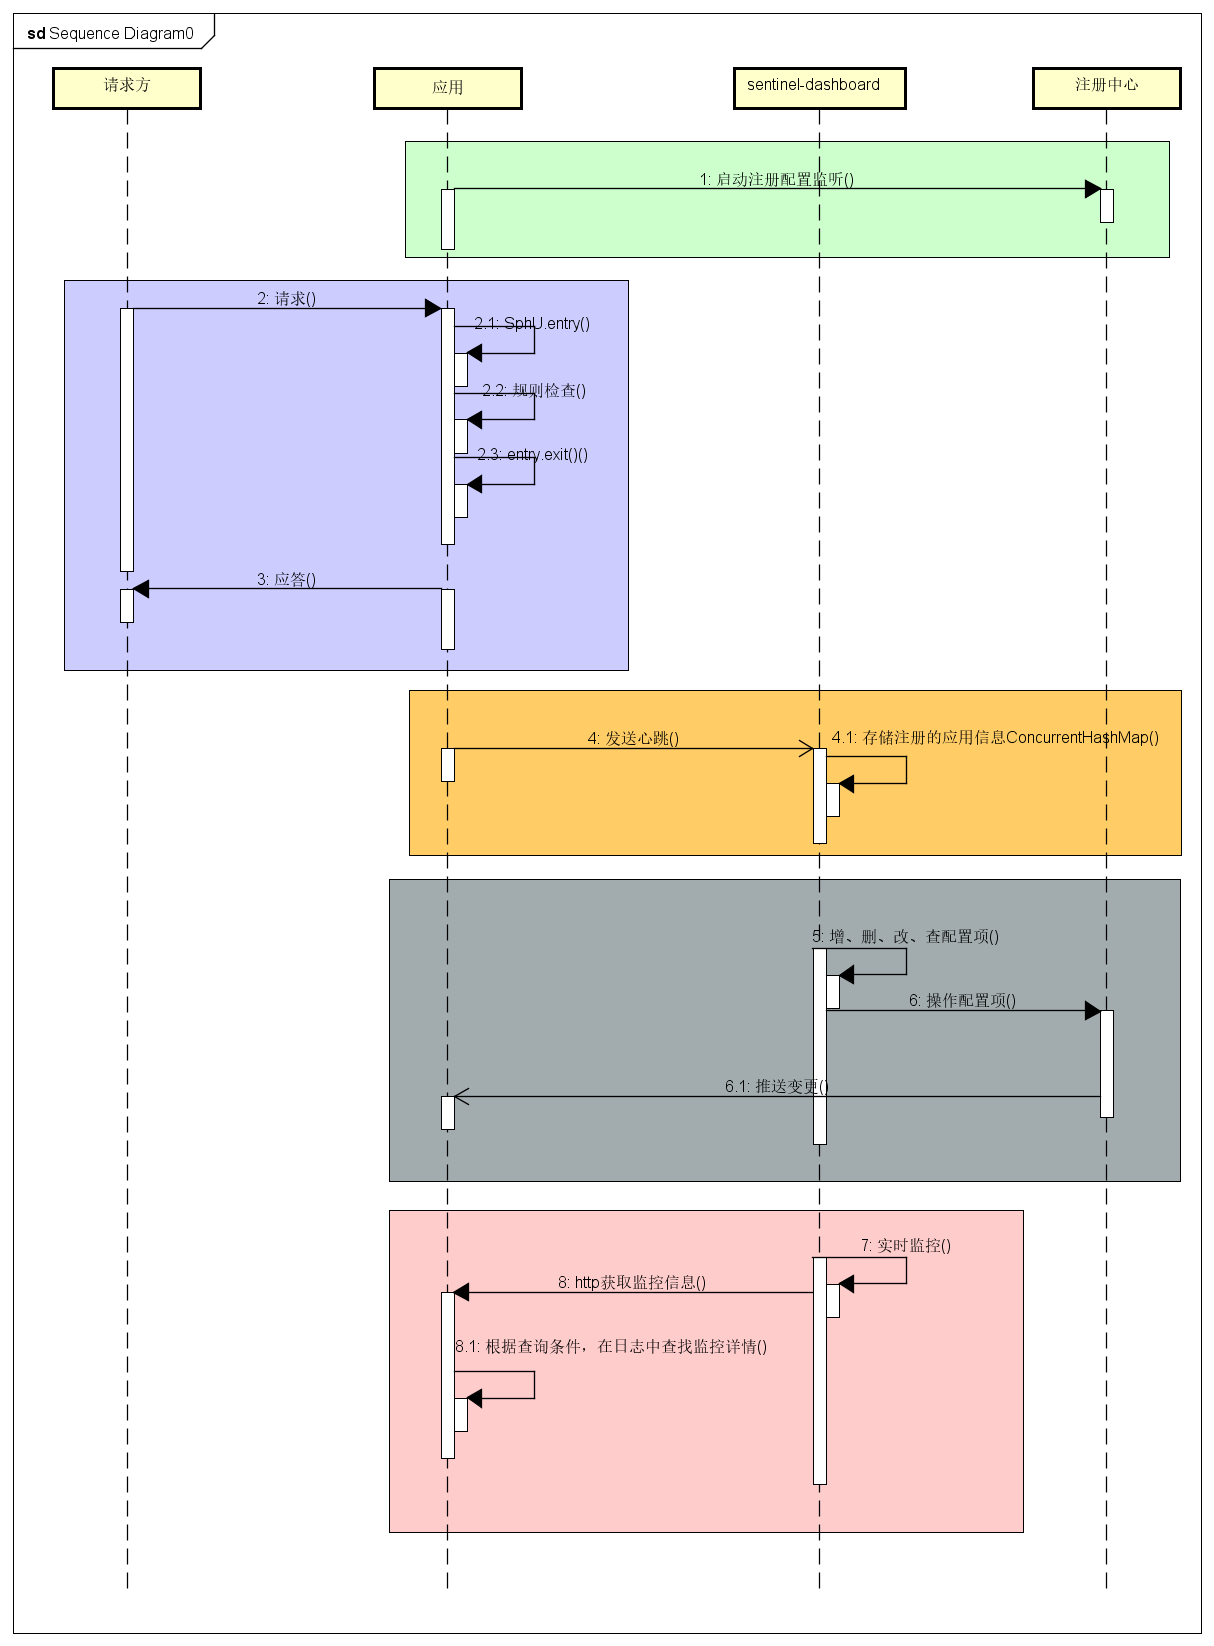 sd Sequence Diagram0
请求方
应用
sentinel-dashboard
注册中心
1: 启动注册配置监听()
2: 请求()
2.1: SphU.entry()
2.2: 规则检查()
2.3: entry.exit()()
3: 应答()
4: 发送心跳()
4.1: 存储注册的应用信息ConcurrentHashMap()
5: 增、删、改、查配置项()
6: 操作配置项()
6.1: 推送变更()
7: 实时监控()
8: http获取监控信息()
8.1: 根据查询条件，在日志中查找监控详情()